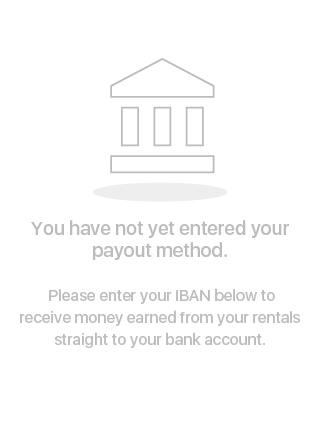 You have not yet entered your
payout method.
Please enter your IBAN below to
receive money earned from your rentals
straight to your bank account.